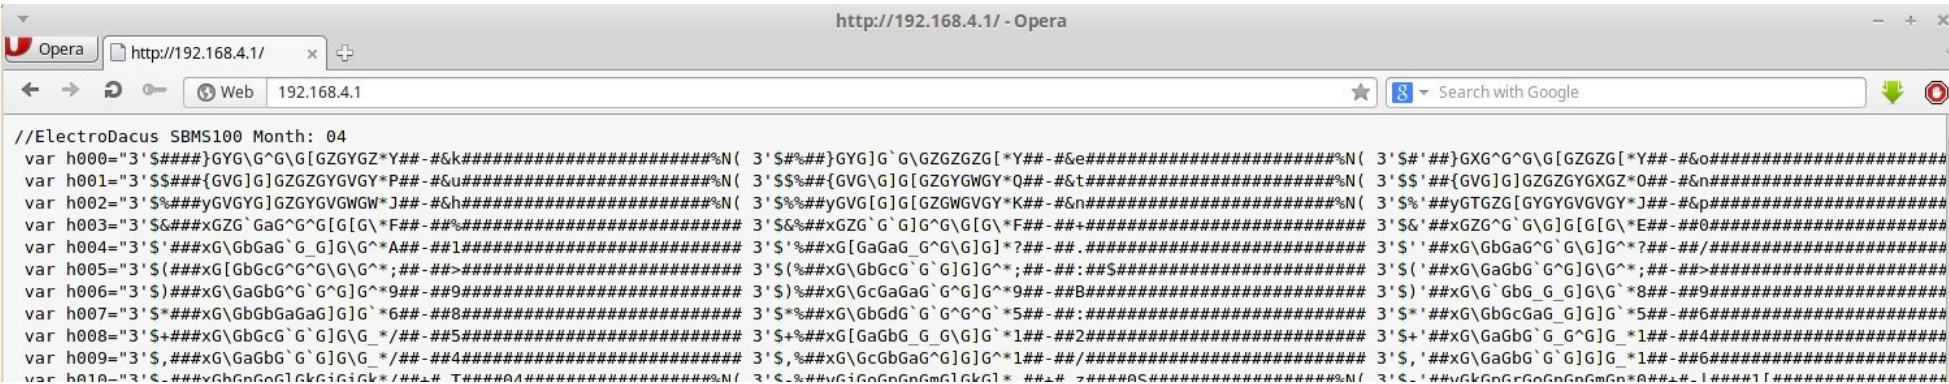 http://192.168.4.1/ - Opera
Opera
http://192.168.4.1/
Web
192.168.4.1
Search with Google
//ElectroDacus SBMS100 Month: 04
var h000="3'$####}GYG\G^G\G[GZGYGZ*Y##-#&k########################%N( 3'$#%##}GYG]G`G\GZGZGZG[*Y##-#&e########################%N( 3'$#'##}GXG^G^G\G[GZGZG[*Y##-#&o########################
var h001="3'$$###{GVG]G]GZGZGYGVGY*P##-#&u########################%N( 3'$$%##{GVG\G]G[GZGYGWGY*Q##-#&t########################%N( 3'$$'##{GVG]G]GZGZGYGXGZ*O##-#&n########################
var h002="3'$%###yGVGYG]GZGYGVGWGW*J##-#&h########################%N( 3'$%%##yGVG[G]G[GZGWGVGY*K##-#&n########################%N( 3'$%'##yGTGZG[GYGYGVGVGY*J##-#&p########################
var h003="3'$&###xGZG`GaG^G^G[G[G\*F##-##%########################## 3'$&%##xGZG`G`G]G^G\G[G\*F##-##+########################## 3'$&'##xGZG^G`G\G]G[G[G\*E##-##0#######################
var h004="3'$'###xG\GbGaG`G_G]G\G^*A##-##1########################## 3'$'%##xG[GaGaG_G^G\G]G]*?##-##.########################## 3'$''##xG\GbGaG^G`G\G]G^*?##-##/#######################
var h005="3'$(###xG[GbGcG^G^G\G\G^*;##-##>########################## 3'$(%##xG\GbGcG`G`G]G]G^*;##-##:##$####################### 3'$('##xG\GaGbG`G^G]G\G^*;##-##>#######################
var h006="3'$)###xG\GaGbG^G`G^G]G^*9##-##9########################## 3'$)%##xG\GcGaGaG`G^G]G^*9##-##B########################## 3'$)'##xG\G`GbG_G_G]G\G`*8##-##9#######################
var h007="3'$*###xG\GbGbGaGaG]G]G`*6##-##8########################## 3'$*%##xG\GbGdG`G`G^G^G`*5##-##:########################## 3'$*'##xG\GbGcGaG_G]G]G`*5##-##6#######################
var h008="3'$+###xG\GbGcG`G`G]G\G_*/##-##5########################## 3'$+%##xG[GaGbG_G_G\G]G`*1##-##2########################## 3'$+'##xG\GaGbG`G_G^G]G_*1##-##4#######################
var h009="3'$,###xG\GaGbG`G`G]G\G_*/##-##4########################## 3'$,%##xG\GcGbGaG^G]G]G^*1##-##/########################## 3'$,'##xG\GaGbG`G`G]G]G_*1##-##6#######################
var h010="3'$-